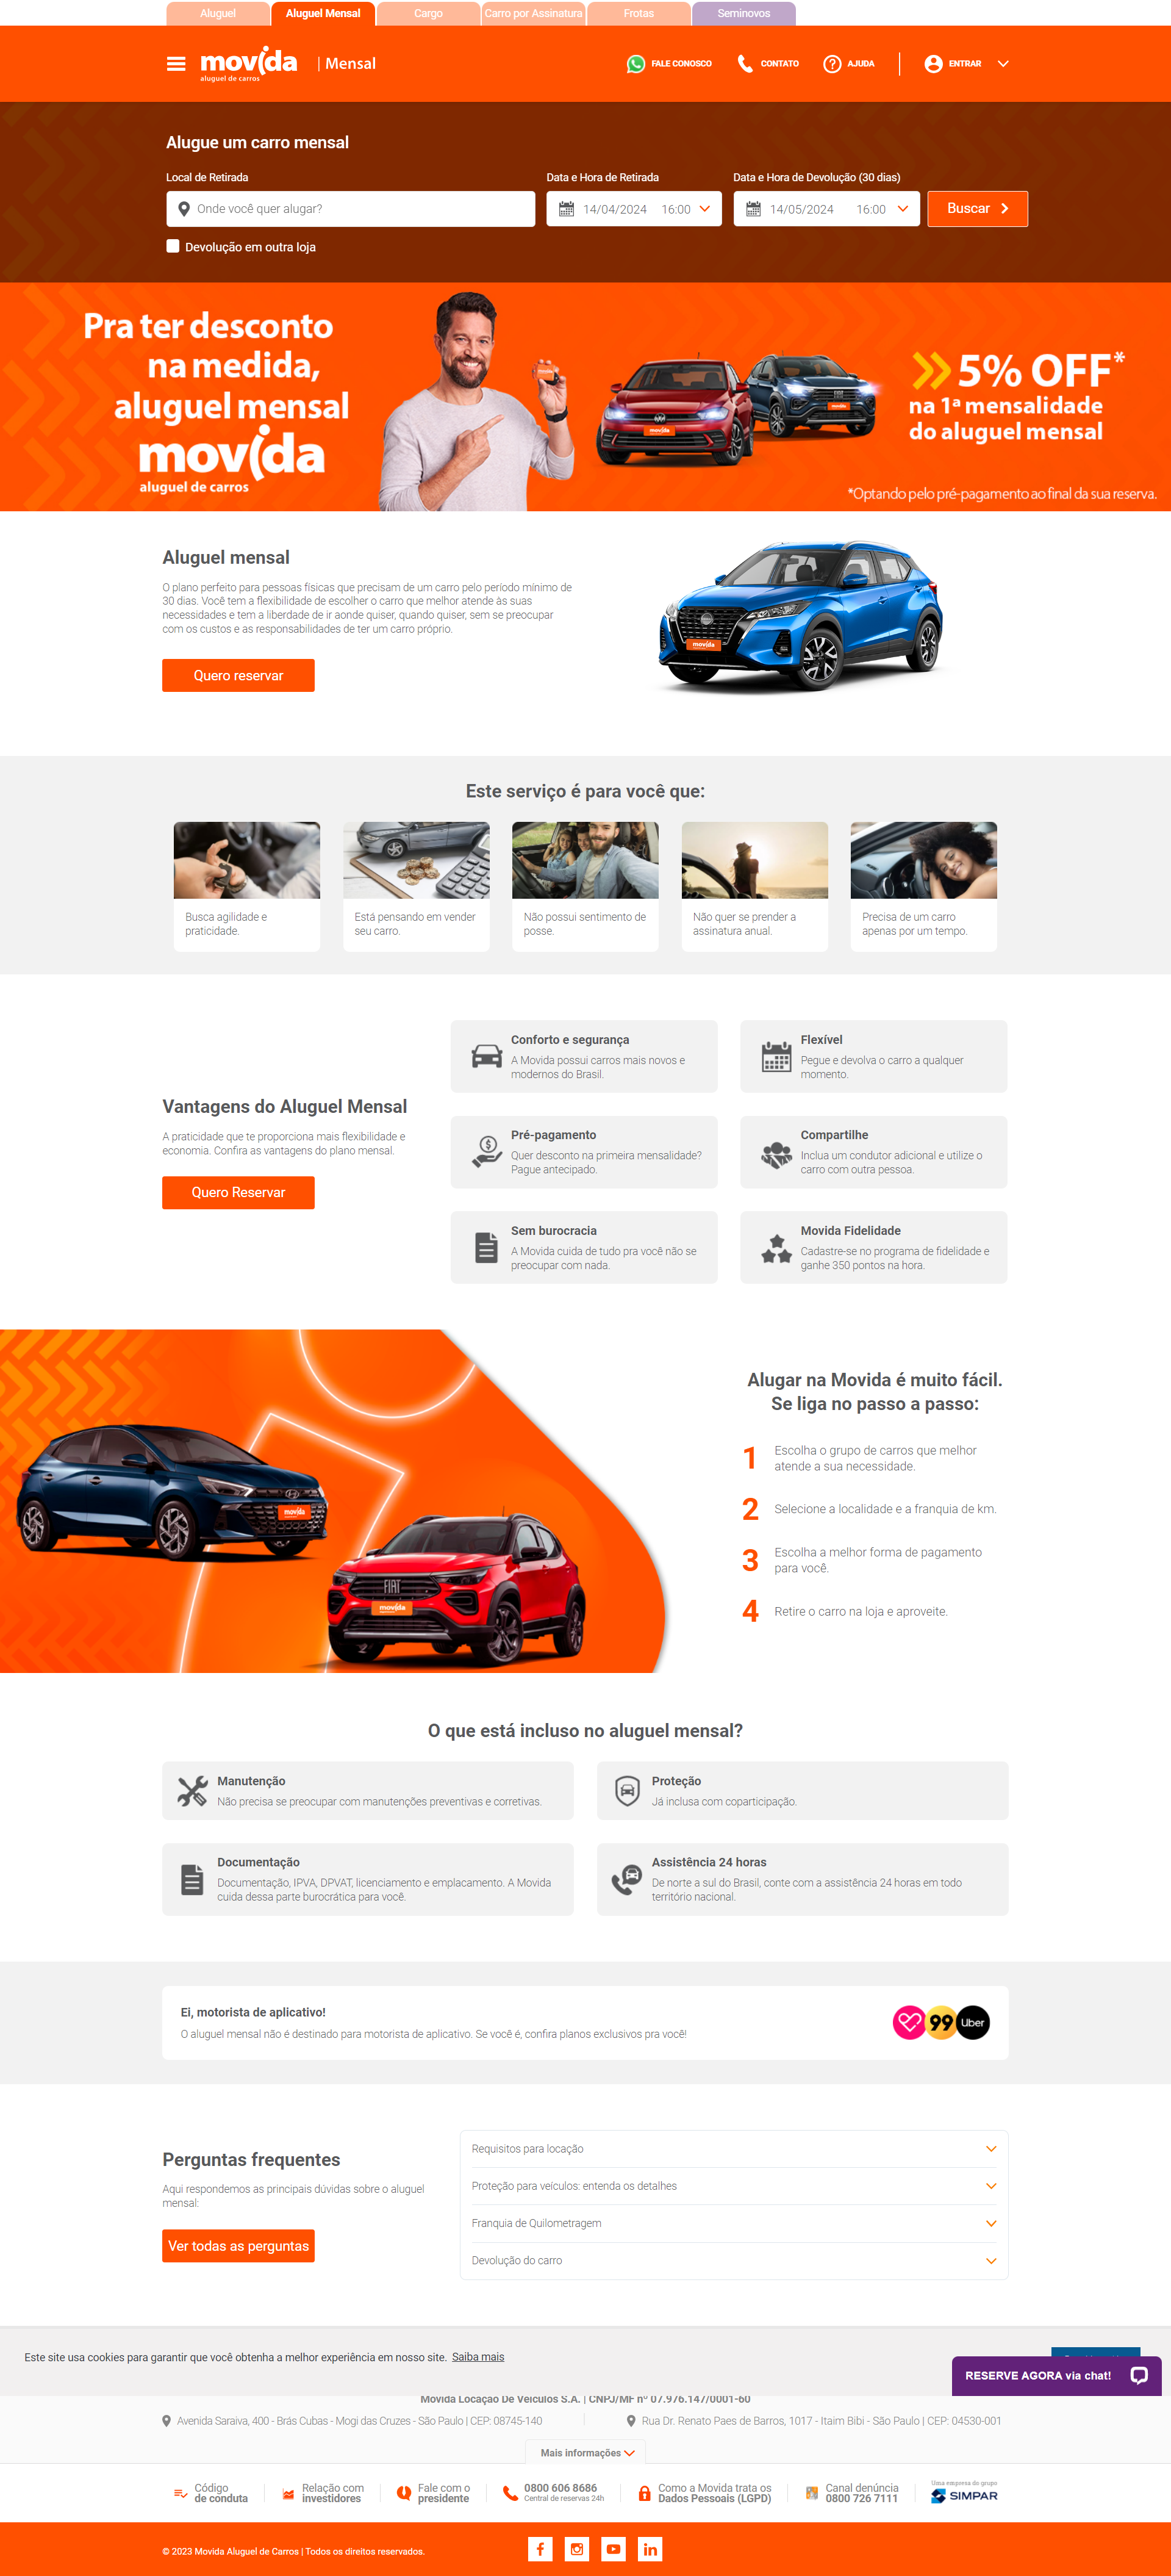 Aluguel
Aluguel Mensal
Cargo
Carro por Assinatura
Frotas
Seminovos
movida
aluguel de carros
| Mensal
FALE CONOSCO
CONTATO
AJUDA
ENTRAR
Alugue um carro mensal
Local de Retirada
Data e Hora de Retirada
Data e Hora de Devolução (30 dias)
Onde você quer alugar?
14/04/2024 16:00
14/05/2024 16:00
Buscar
Devolução em outra loja
Pra ter desconto
na medida,
aluguel mensal
movida
aluguel de carros
5% OFF*
na 1ª mensalidade
do aluguel mensal
*Optando pelo pré-pagamento ao final da sua reserva.
Aluguel mensal
O plano perfeito para pessoas físicas que precisam de um carro pelo período mínimo de
30 dias. Você tem a flexibilidade de escolher o carro que melhor atende às suas
necessidades e tem a liberdade de ir aonde quiser, quando quiser, sem se preocupar
com os custos e as responsabilidades de ter um carro próprio.
Quero reservar
movida
Este serviço é para você que:
Busca agilidade e
praticidade.
Está pensando em vender
seu carro.
Não possui sentimento de
posse.
Não quer se prender a
assinatura anual.
Precisa de um carro
apenas por um tempo.
Vantagens do Aluguel Mensal
A praticidade que te proporciona mais flexibilidade e
economia. Confira as vantagens do plano mensal.
Quero Reservar
Conforto e segurança
A Movida possui carros mais novos e
modernos do Brasil.
Flexível
Pegue e devolva o carro a qualquer
momento.
Pré-pagamento
Quer desconto na primeira mensalidade?
Pague antecipado.
Compartilhe
Inclua um condutor adicional e utilize o
carro com outra pessoa.
Sem burocracia
A Movida cuida de tudo pra você não se
preocupar com nada.
Movida Fidelidade
Cadastre-se no programa de fidelidade e
ganhe 350 pontos na hora.
movida
FIAT
movida
Alugar na Movida é muito fácil.
Se liga no passo a passo:
1 Escolha o grupo de carros que melhor
atende a sua necessidade.
2 Selecione a localidade e a franquia de km.
3 Escolha a melhor forma de pagamento
para você.
4 Retire o carro na loja e aproveite.
O que está incluso no aluguel mensal?
Manutenção
Não precisa se preocupar com manutenções preventivas e corretivas.
Proteção
Já inclusa com coparticipação.
Documentação
Documentação, IPVA, DPVAT, licenciamento e emplacamento. A Movida
cuida dessa parte burocrática para você.
Assistência 24 horas
De norte a sul do Brasil, conte com a assistência 24 horas em todo
território nacional.
Ei, motorista de aplicativo!
O aluguel mensal não é destinado para motorista de aplicativo. Se você é, confira planos exclusivos pra você!
99
Uber
Perguntas frequentes
Aqui respondemos as principais dúvidas sobre o aluguel
mensal:
Ver todas as perguntas
Requisitos para locação
Proteção para veículos: entenda os detalhes
Franquia de Quilometragem
Devolução do carro
Este site usa cookies para garantir que você obtenha a melhor experiência em nosso site. Saiba mais
RESERVE AGORA via chat!
Movida Locação De Veículos S.A. | CNPJ/MF nº 07.976.147/0001-60
Avenida Saraiva, 400 - Brás Cubas - Mogi das Cruzes - São Paulo | CEP: 08745-140
Rua Dr. Renato Paes de Barros, 1017 - Itaim Bibi - São Paulo | CEP: 04530-001
Mais informações
Código
de conduta
Relação com
investidores
Fale com o
presidente
0800 606 8686
Central de reservas 24h
Como a Movida trata os
Dados Pessoais (LGPD)
Canal denúncia
0800 726 7111
Uma empresa do grupo
SIMPAR
© 2023 Movida Aluguel de Carros | Todos os direitos reservados.